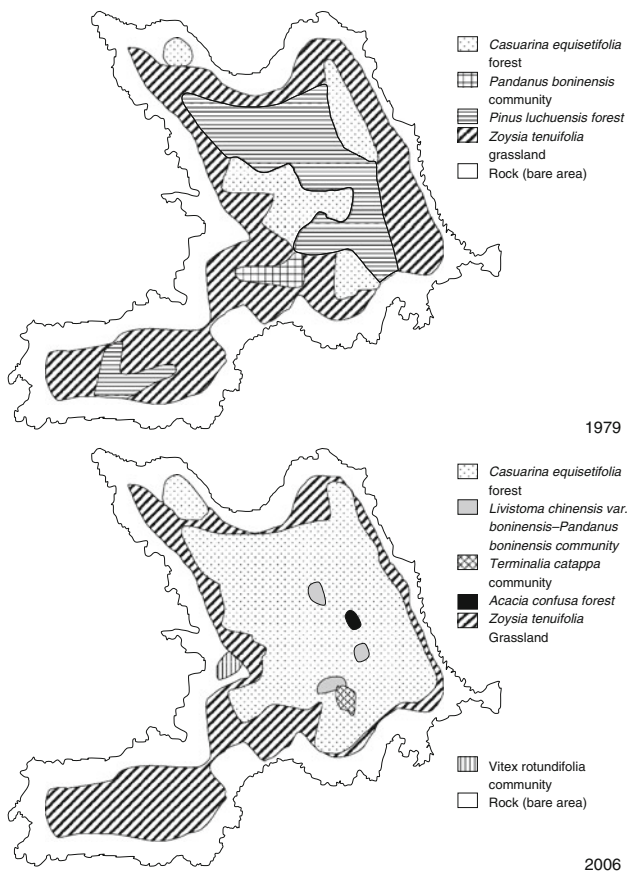 Casuarina equisetifolia
forest
Pandanus boninensis
community
Pinus luchuensis forest
Zoysia tenuifolia
grassland
Rock (bare area)
1979
Casuarina equisetifolia
forest
Livistoma chinensis var.
boninensis–Pandanus
boninensis community
Terminalia catappa
community
Acacia confusa forest
Zoysia tenuifolia
Grassland
Vitex rotundifolia
community
Rock (bare area)
2006